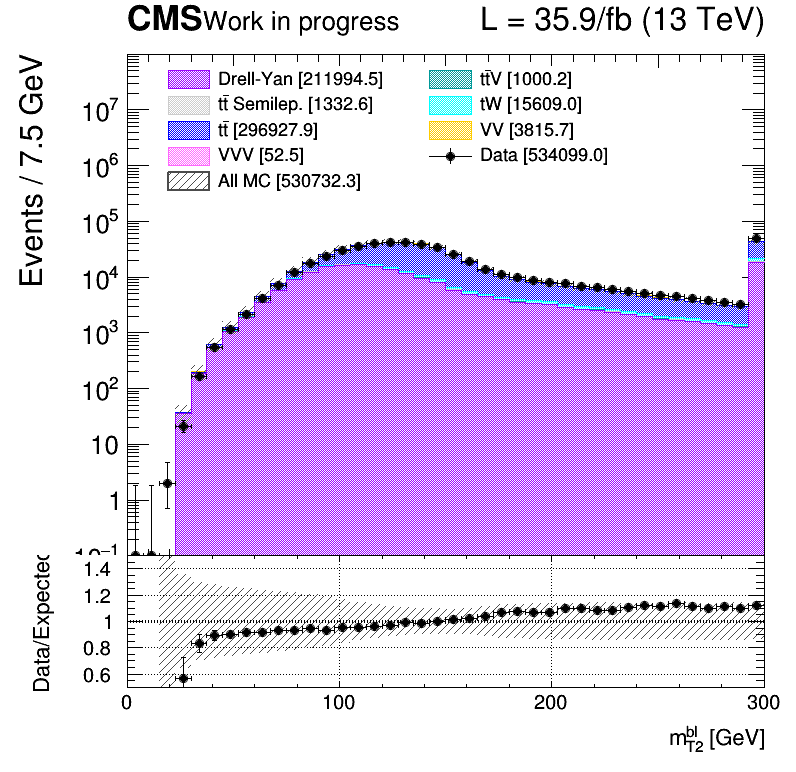 CMS Work in progress L = 35.9/fb (13 TeV)
Events / 7.5 GeV
Drell-Yan [211994.5]
tt̄ Semilep. [1332.6]
tt̄ [296927.9]
VVV [52.5]
All MC [530732.3]
tt̄V [1000.2]
tW [15609.0]
VV [3815.7]
Data [534099.0]
10⁷
10⁶
10⁵
10⁴
10³
10²
10
1
10⁻¹
Data/Expected
1.4
1.2
1
0.8
0.6
0 100 200 300
m_{T2}^{bl} [GeV]